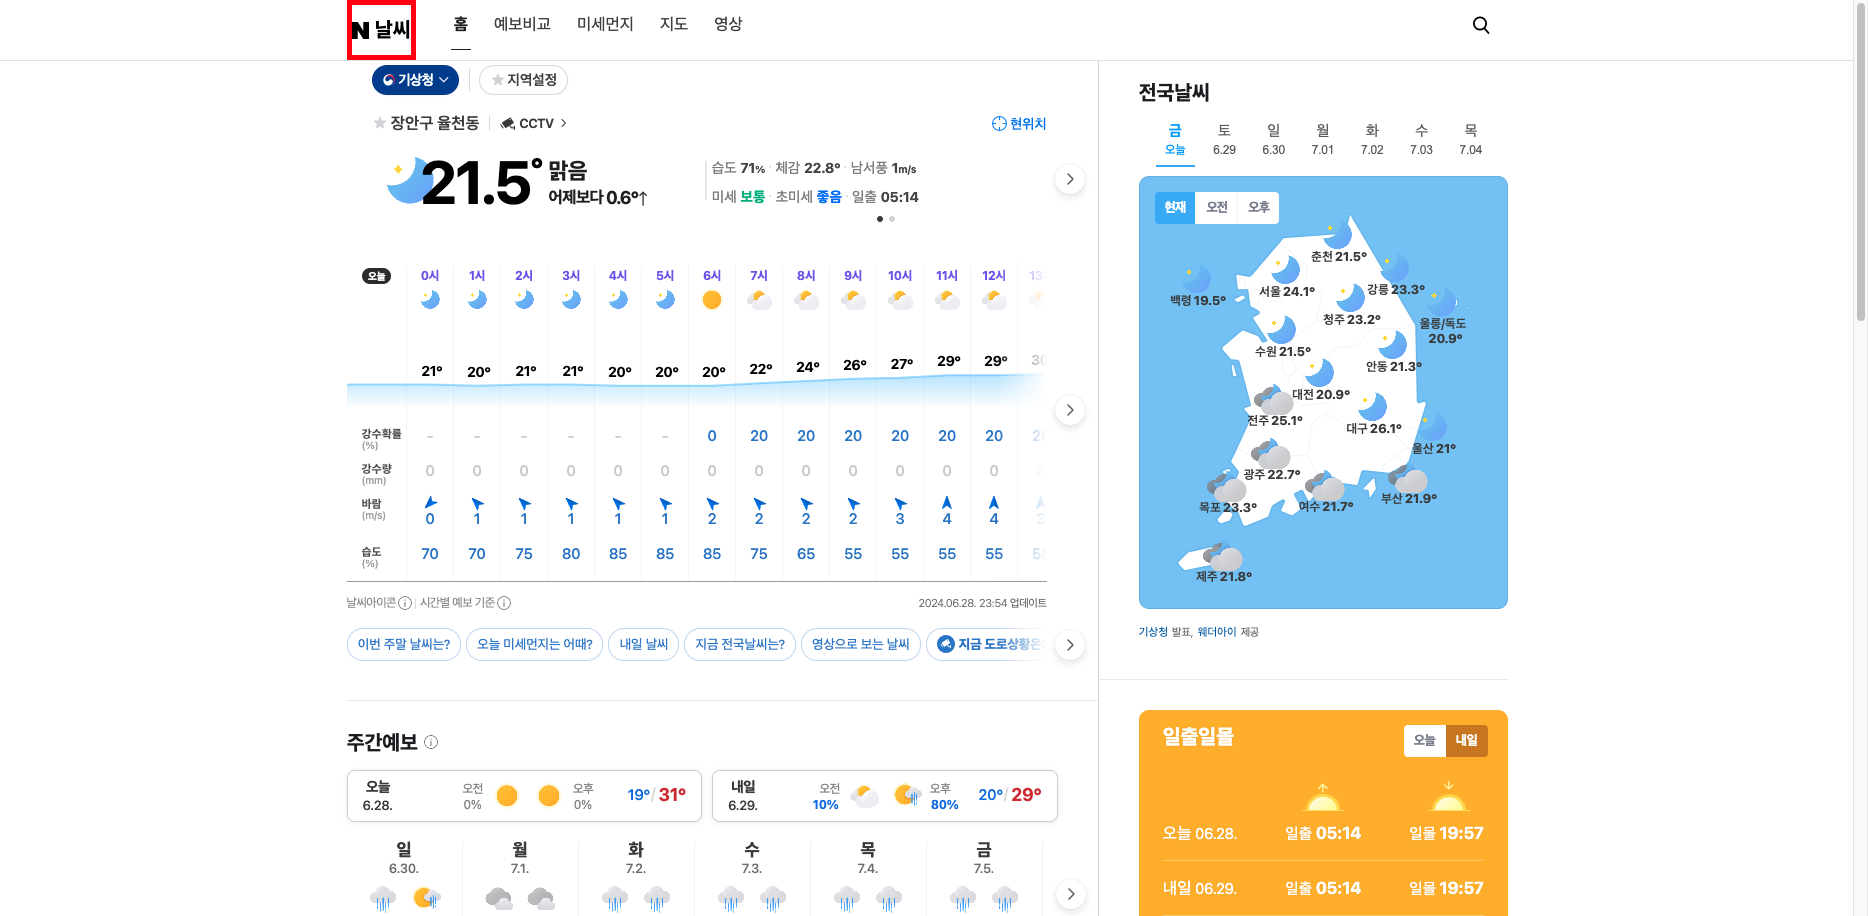 N 날씨
홈 예보비교 미세먼지 지도 영상
기상청 지역설정
장안구 율천동 CCTV
현위치
21.5° 맑음
어제보다 0.6°↑
습도 71% · 체감 22.8° · 남서풍 1m/s
미세 보통 · 초미세 좋음 · 일출 05:14
오늘 0시 1시 2시 3시 4시 5시 6시 7시 8시 9시 10시 11시 12시
21° 20° 21° 21° 20° 20° 20° 22° 24° 26° 27° 29° 29° 30
강수확률 - - - - - - 0 20 20 20 20 20 20 20
(%)
강수량 0 0 0 0 0 0 0 0 0 0 0 0 0 0
(mm)
바람
(m/s) 0 1 1 1 1 1 2 2 2 2 3 4 4 3
습도 70 70 75 80 85 85 85 75 65 55 55 55 55
(%)
날씨아이콘 시간별 예보 기준
2024.06.28. 23:54 업데이트
이번 주말 날씨는? 오늘 미세먼지는 어때? 내일 날씨 지금 전국날씨는? 영상으로 보는 날씨 지금 도로상황은
주간예보
오늘 6.28. 오전 0% 오후 0% 19°/31°
내일 6.29. 오전 10% 오후 80% 20°/29°
일 월 화 수 목 금
6.30. 7.1. 7.2. 7.3. 7.4. 7.5.
전국날씨
금 토 일 월 화 수 목
오늘 6.29 6.30 7.01 7.02 7.03 7.04
현재 오전 오후
춘천 21.5°
백령 19.5°
서울 24.1°
강릉 23.3°
청주 23.2°
울릉/독도
20.9°
수원 21.5°
안동 21.3°
대전 20.9°
전주 25.1°
대구 26.1°
울산 21°
광주 22.7°
목포 23.3°
여수 21.7°
부산 21.9°
제주 21.8°
기상청 발표, 웨더아이 제공
일출일몰
오늘 내일
오늘 06.28. 일출 05:14 일몰 19:57
내일 06.29. 일출 05:14 일몰 19:57